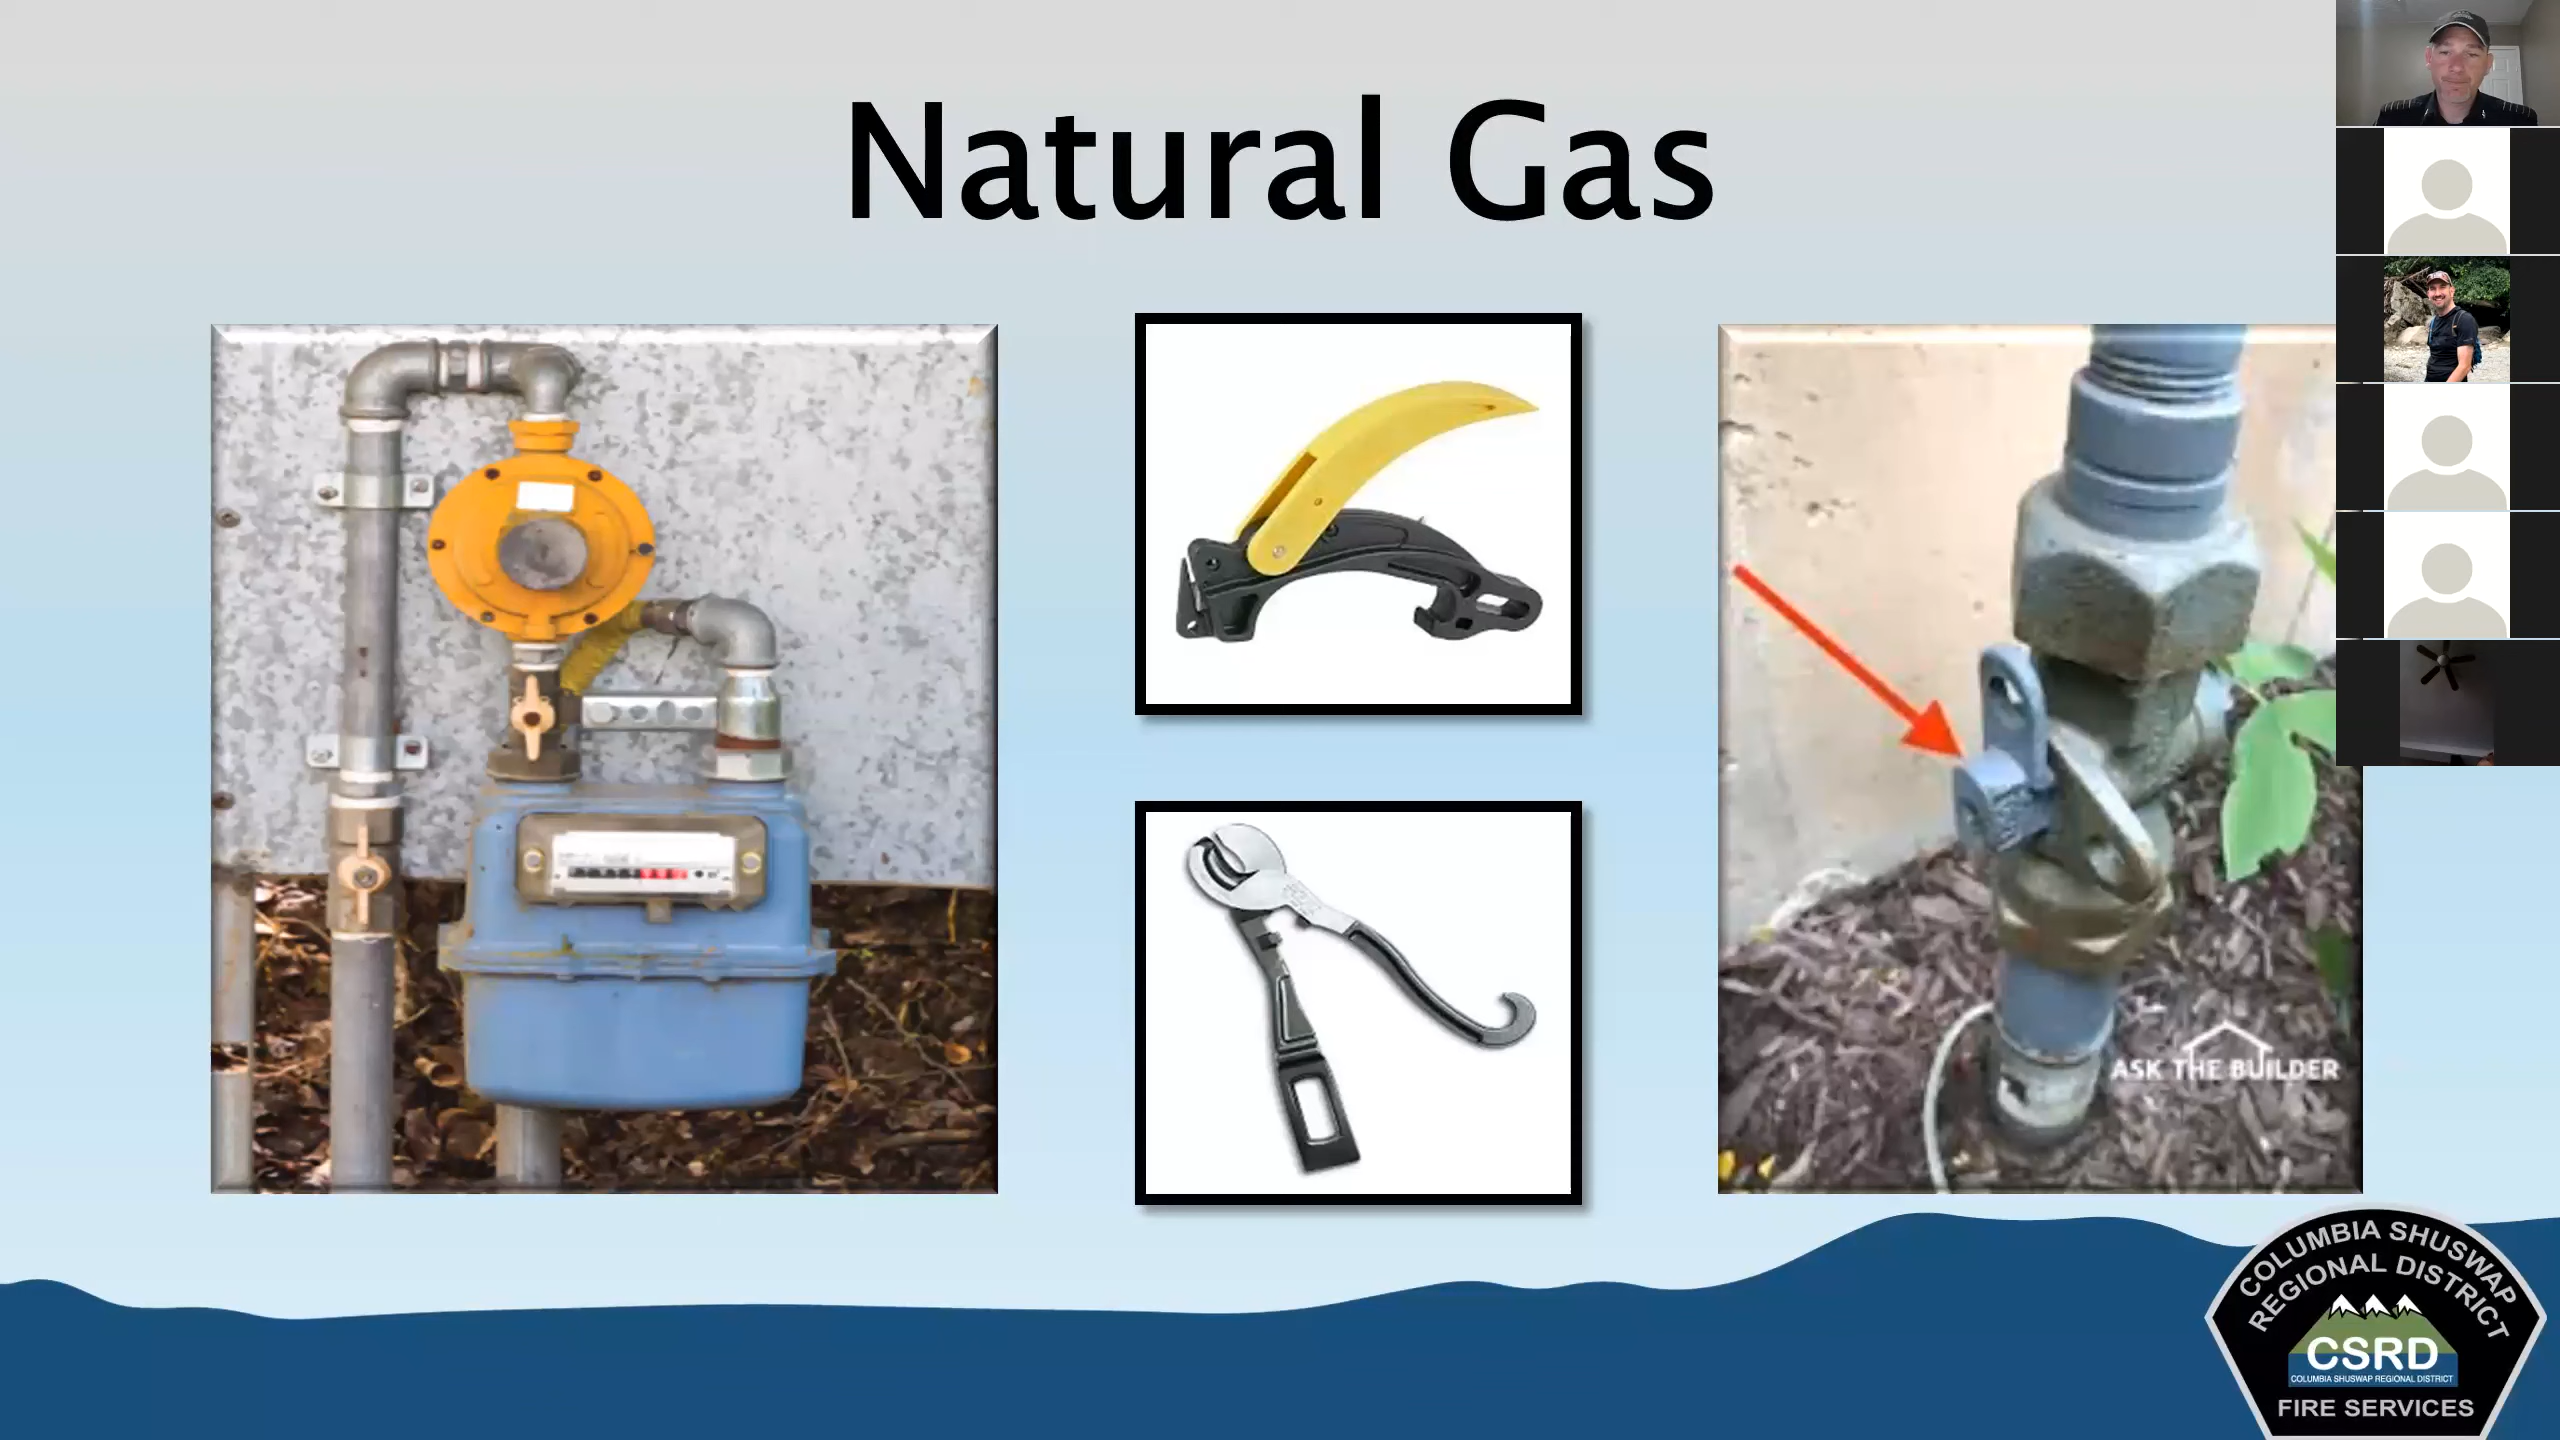 Natural Gas
ASK THE BUILDER
COLUMBIA SHUSWAP
REGIONAL DISTRICT
CSRD
COLUMBIA SHUSWAP REGIONAL DISTRICT
FIRE SERVICES